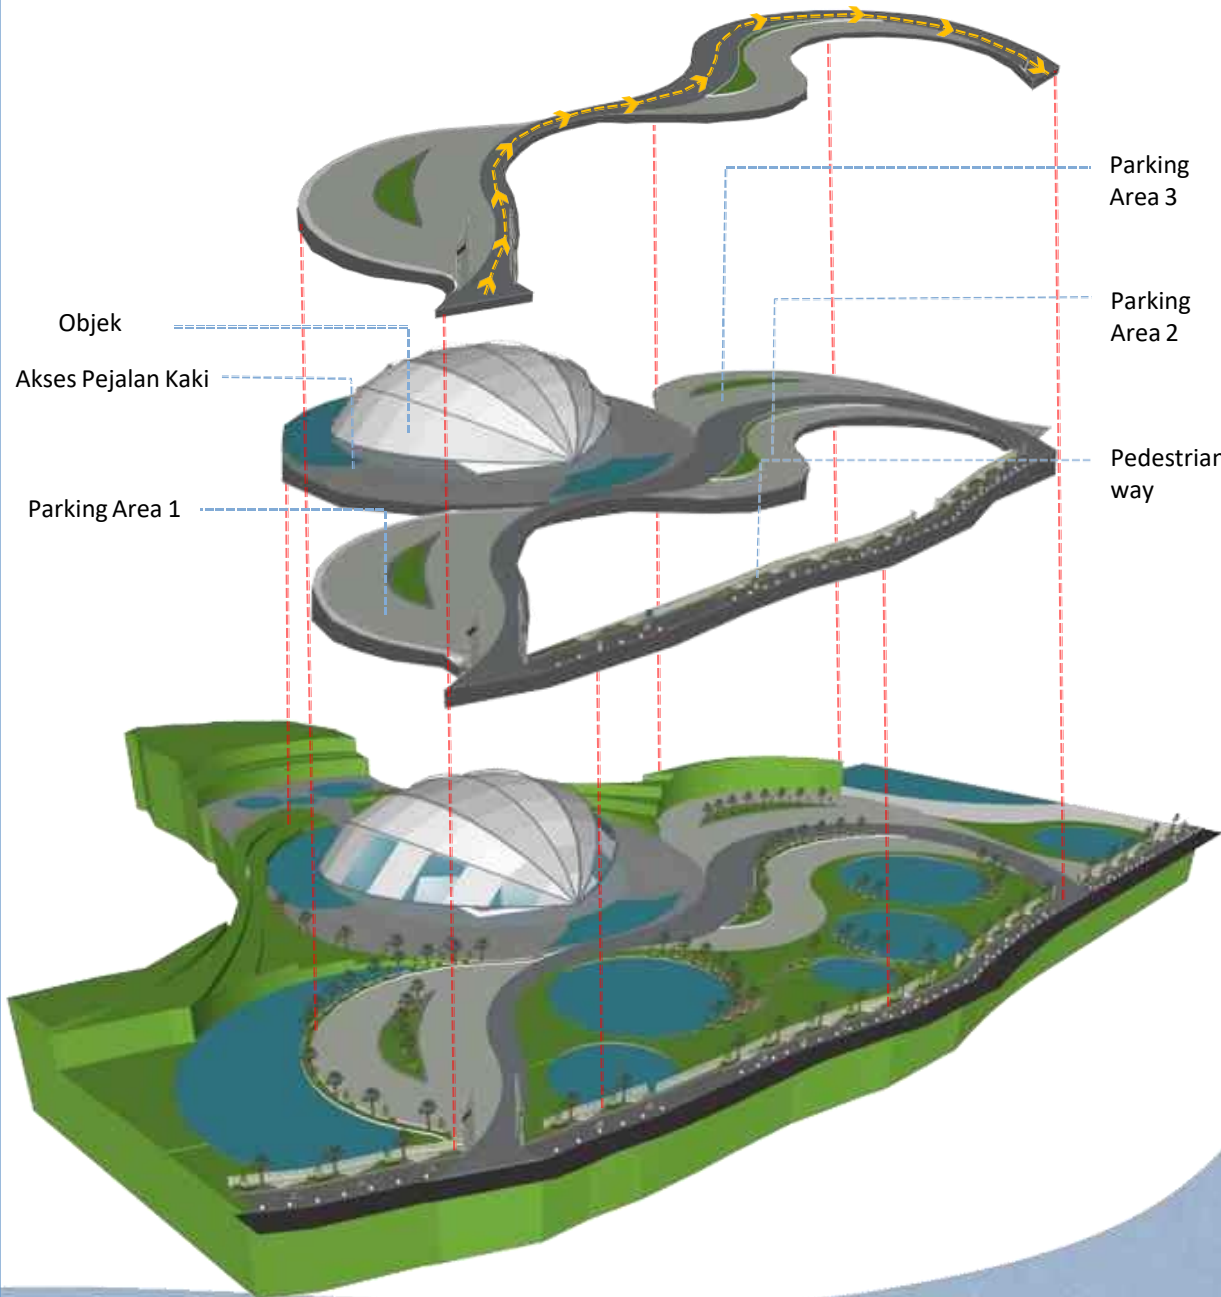 Parking
Area 3
Parking
Area 2
Objek
Akses Pejalan Kaki
Pedestrian
way
Parking Area 1